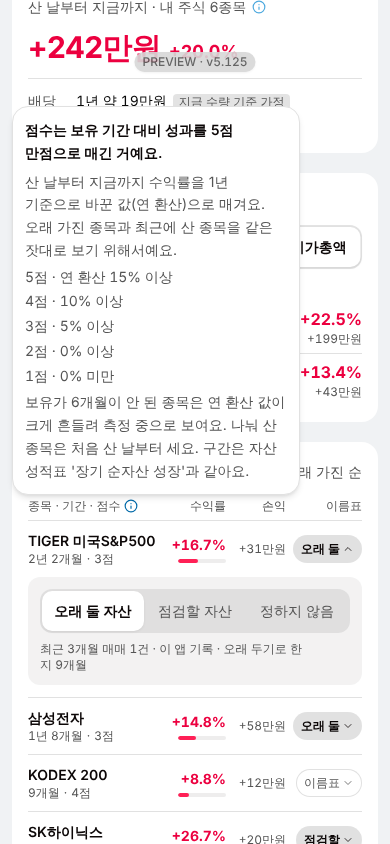 산 날부터 지금까지 · 내 주식 6종목
+242만원 +20.0%
PREVIEW · v5.125
배당 1년 약 19만원 지금 수량 기준 가정
점수는 보유 기간 대비 성과를 5점
만점으로 매긴 거예요.
산 날부터 지금까지 수익률을 1년
기준으로 바꾼 값(연 환산)으로 매겨요.
오래 가진 종목과 최근에 산 종목을 같은
잣대로 보기 위해서예요.
5점 · 연 환산 15% 이상
4점 · 10% 이상
3점 · 5% 이상
2점 · 0% 이상
1점 · 0% 미만
보유가 6개월이 안 된 종목은 연 환산 값이
크게 흔들려 측정 중으로 보여요. 나눠 산
종목은 처음 산 날부터 세요. 구간은 자산
성적표 '장기 순자산 성장'과 같아요.
가총액
+22.5%
+199만원
+13.4%
+43만원
래 가진 순
종목 · 기간 · 점수 수익률 손익 이름표
TIGER 미국S&P500 +16.7% +31만원 오래 둘
2년 2개월 · 3점
오래 둘 자산 점검할 자산 정하지 않음
최근 3개월 매매 1건 · 이 앱 기록 · 오래 두기로 한
지 9개월
삼성전자 +14.8% +58만원 오래 둘
1년 8개월 · 3점
KODEX 200 +8.8% +12만원 이름표
9개월 · 4점
SK하이닉스 +26.7% +20만원 점검할